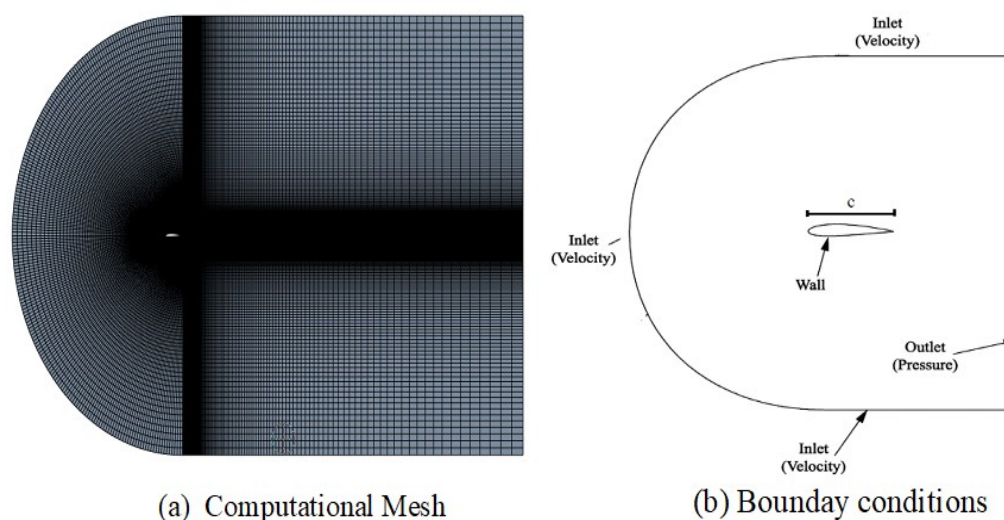 Inlet
(Velocity)
c
Inlet
(Velocity)
Wall
Outlet
(Pressure)
Inlet
(Velocity)
(a) Computational Mesh
(b) Bounday conditions